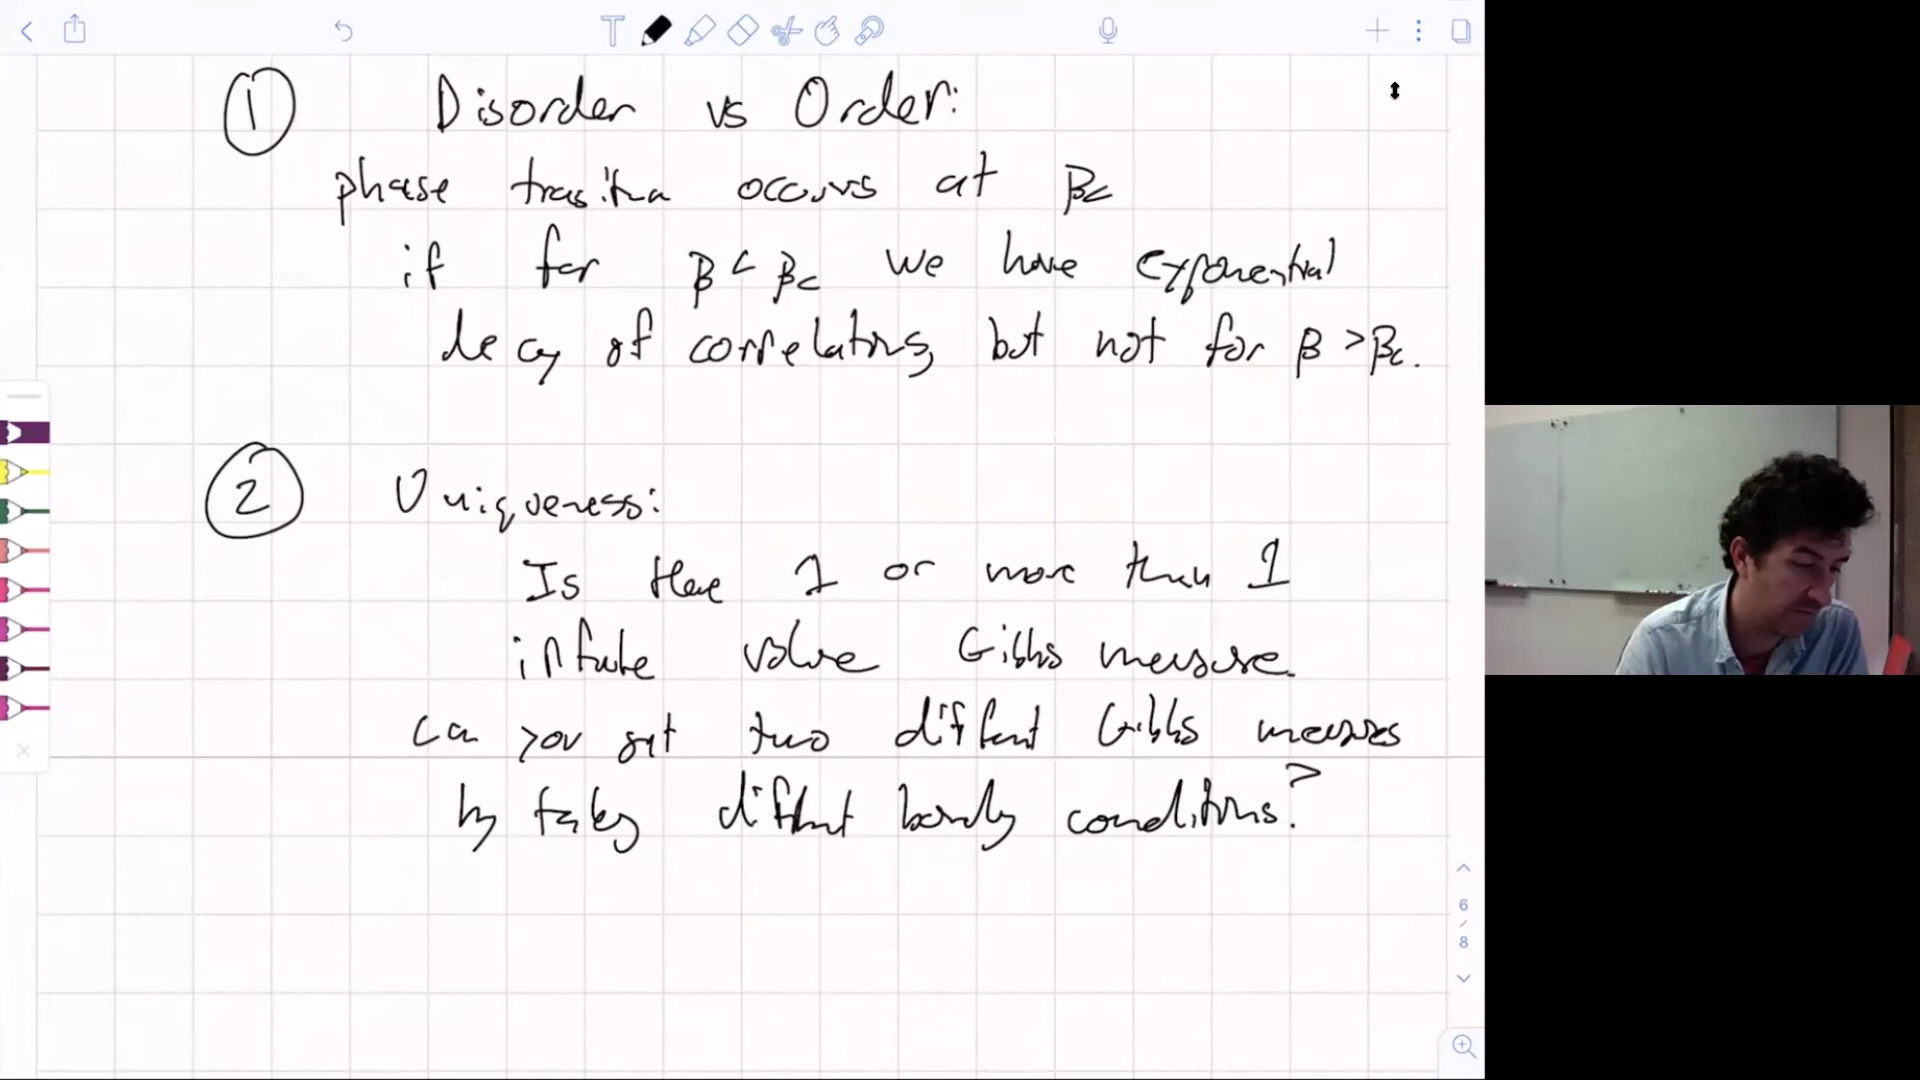 1 Disorder vs Order:
phase transition occurs at βc
if for β < βc we have exponential
decay of correlations, but not for β > βc.
2 Uniqueness:
Is there 1 or more than 1
infinite volume Gibbs measure.
can you get two different Gibbs measures
by taking different boundary conditions?
6
/
8